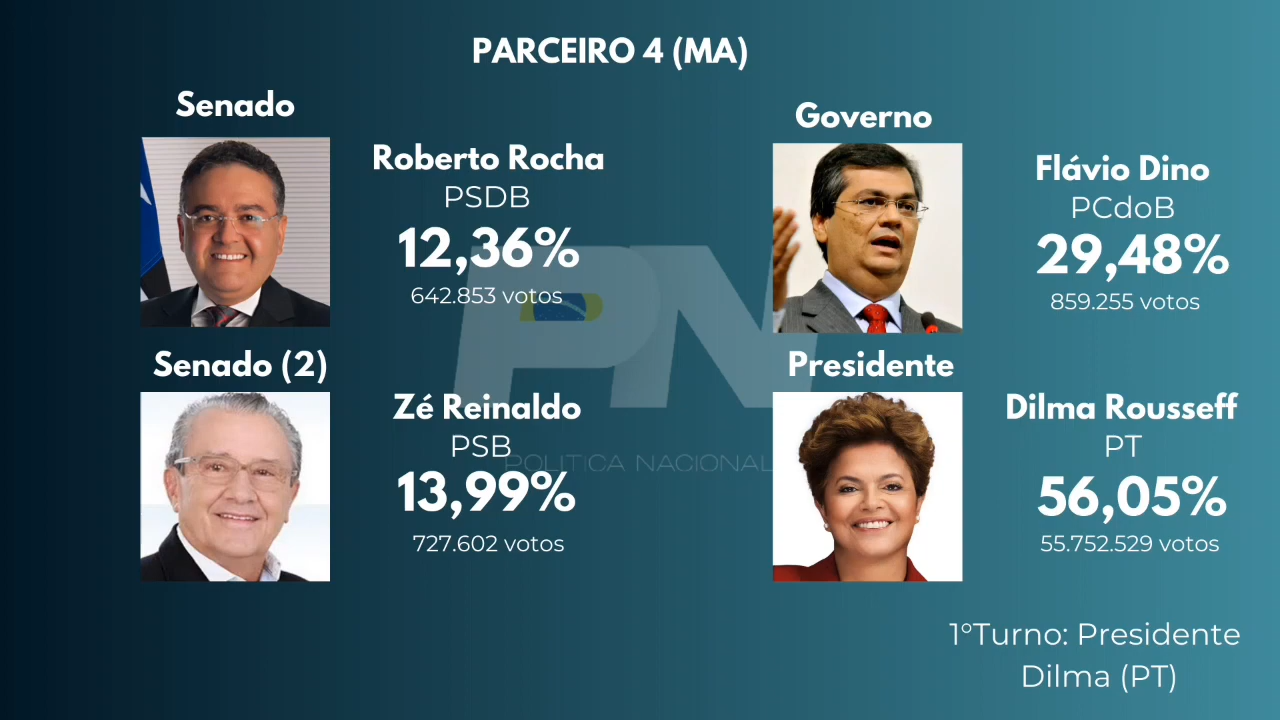 PARCEIRO 4 (MA)
Senado
Roberto Rocha
PSDB
12,36%
642.853 votos
Governo
Flávio Dino
PCdoB
29,48%
859.255 votos
Senado (2)
Zé Reinaldo
PSB
13,99%
727.602 votos
Presidente
Dilma Rousseff
PT
56,05%
55.752.529 votos
PN
POLÍTICA NACIONAL
1°Turno: Presidente
Dilma (PT)